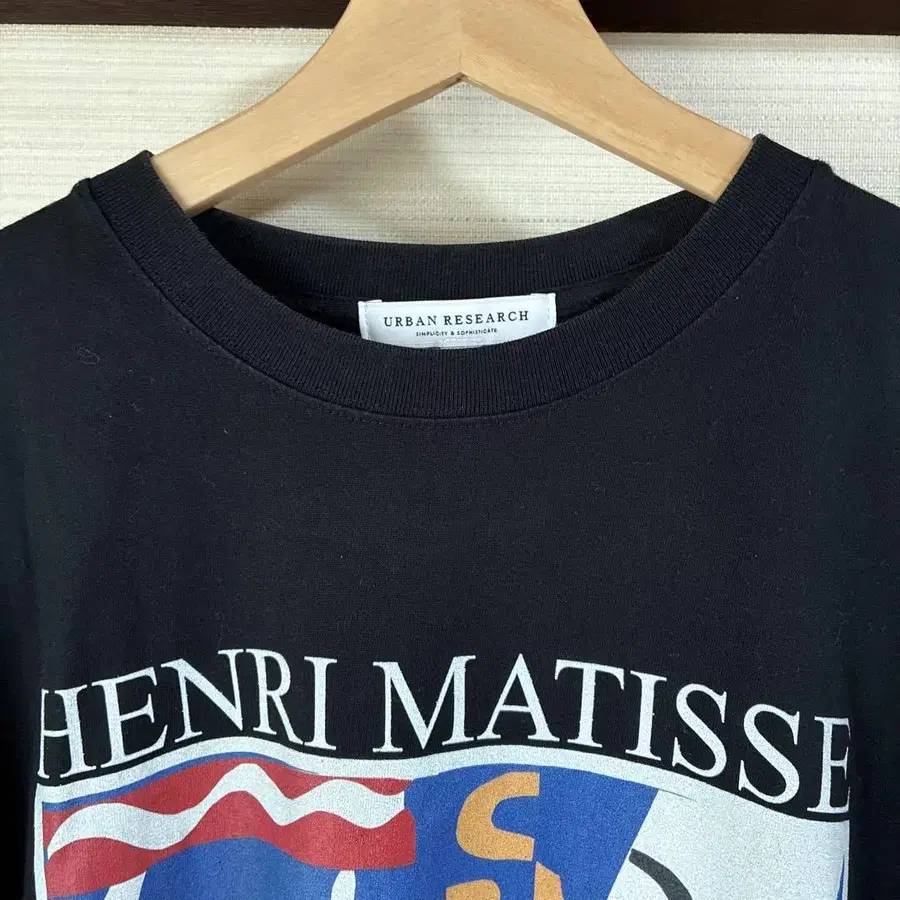 URBAN RESEARCH
SIMPLICITY & SOPHISTICATE
HENRI MATISSE